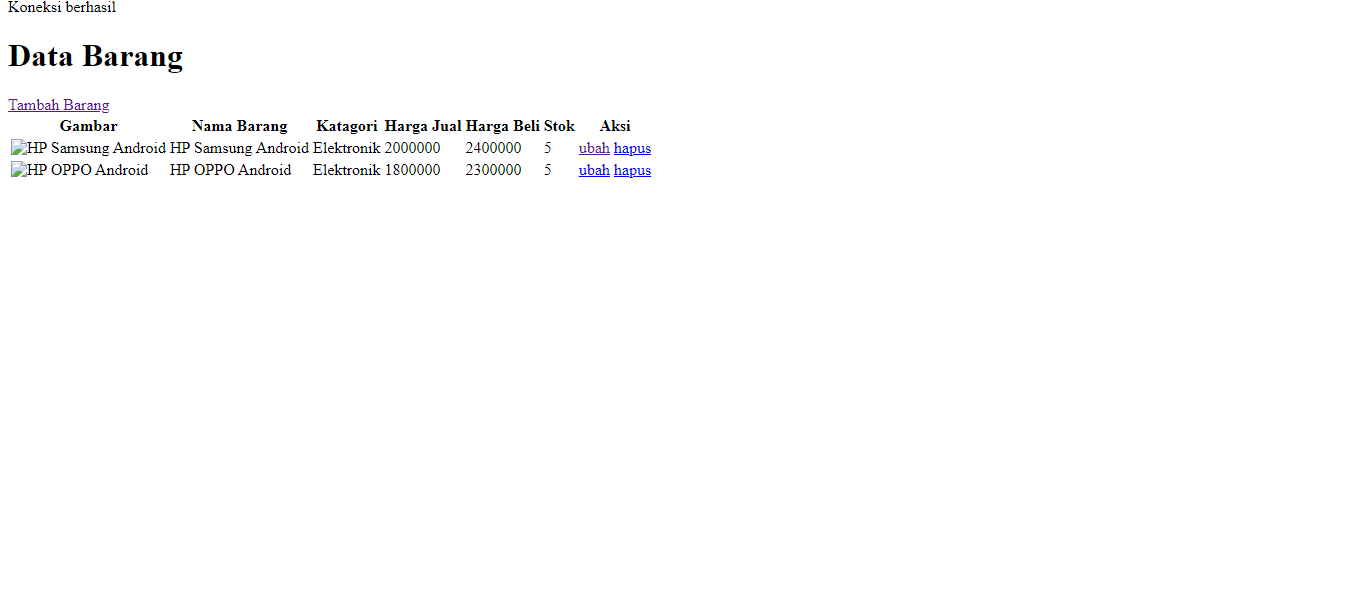 Koneksi berhasil
Data Barang
Tambah Barang
Gambar Nama Barang Katagori Harga Jual Harga Beli Stok Aksi
HP Samsung Android HP Samsung Android Elektronik 2000000 2400000 5 ubah hapus
HP OPPO Android HP OPPO Android Elektronik 1800000 2300000 5 ubah hapus